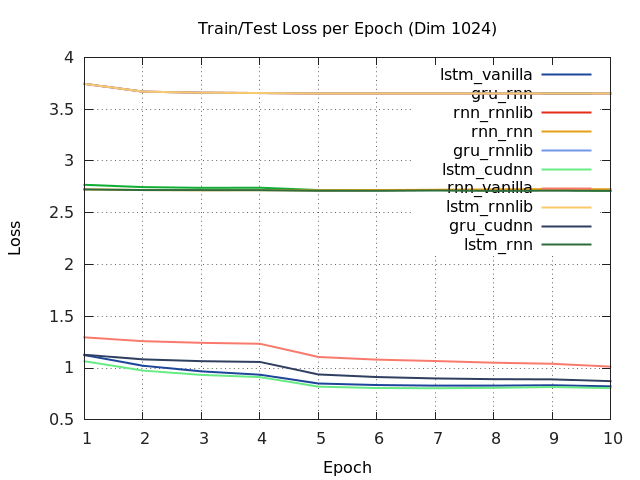 Train/Test Loss per Epoch (Dim 1024)
4
3.5
3
2.5
2
1.5
1
0.5
Loss
lstm_vanilla
gru_rnn
rnn_rnnlib
rnn_rnn
gru_rnnlib
lstm_cudnn
rnn_vanilla
lstm_rnnlib
gru_cudnn
lstm_rnn
1 2 3 4 5 6 7 8 9 10
Epoch